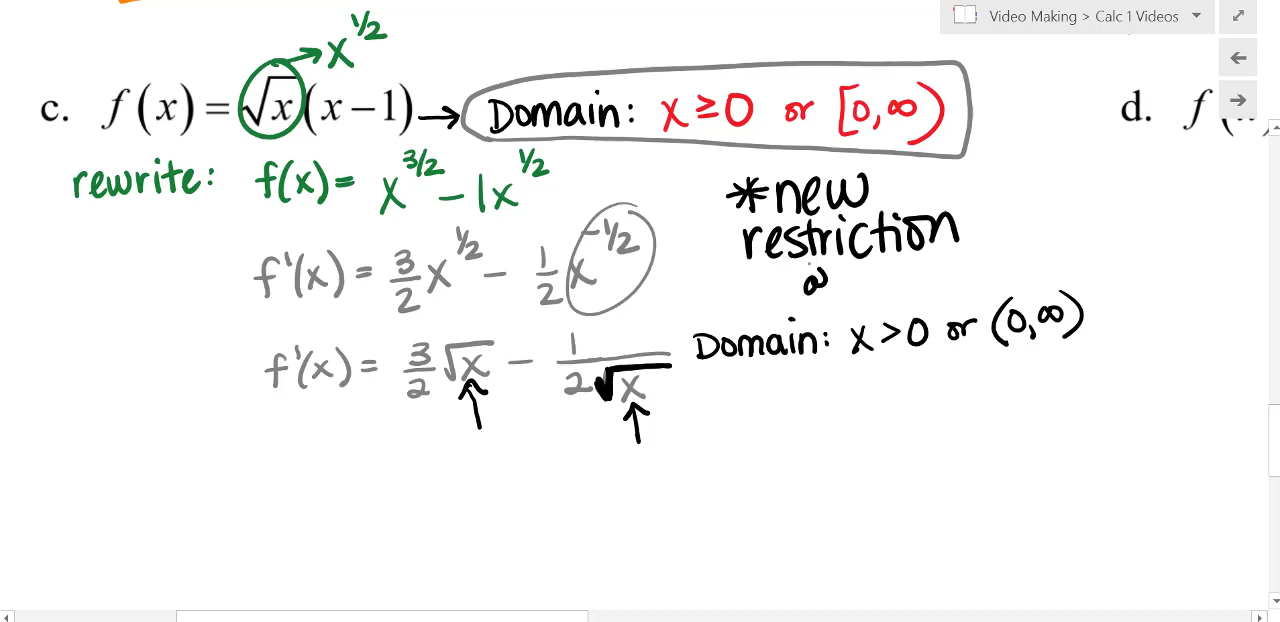 Video Making > Calc 1 Videos
x^{1/2}
c. f(x) = √x(x−1) → Domain: x ≥ 0 or [0,∞)
d. f
rewrite: f(x) = x^{3/2} − 1x^{1/2}
*new
restriction
f'(x) = 3/2 x^{1/2} − 1/2 x^{−1/2}
Domain: x > 0 or (0,∞)
f'(x) = 3/2 √x − 1/(2√x)